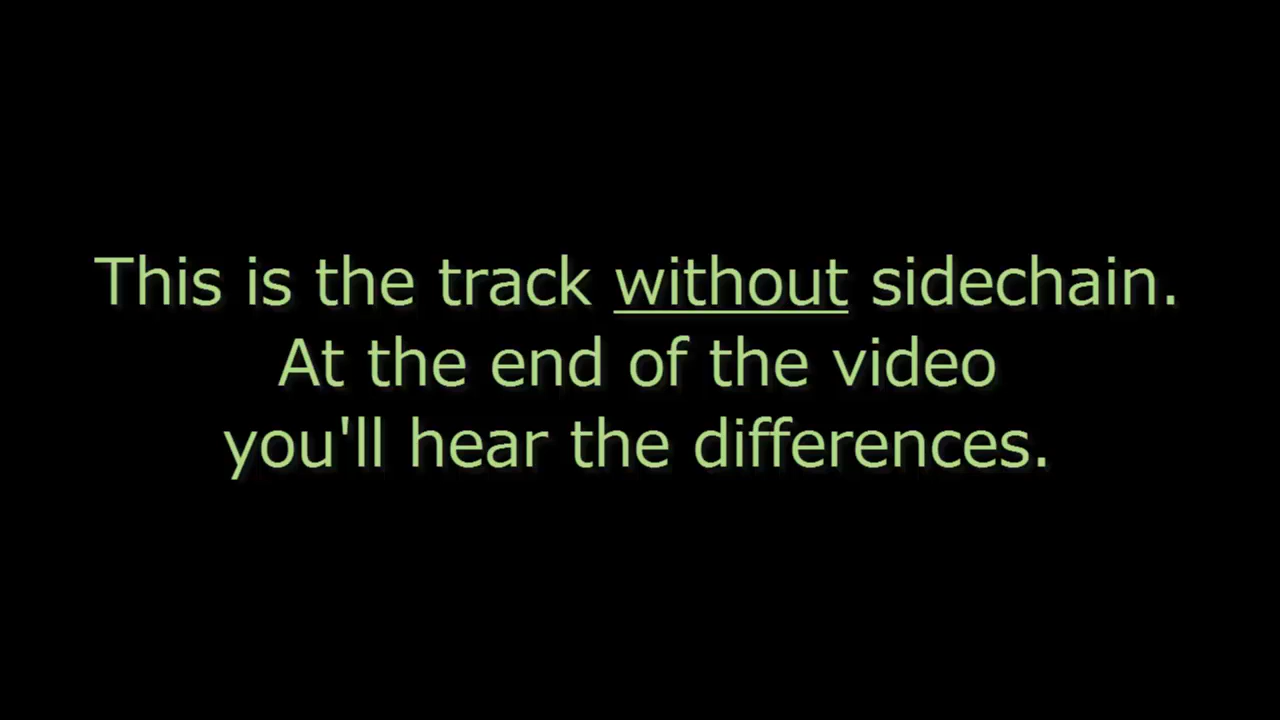 This is the track without sidechain.
At the end of the video
you'll hear the differences.